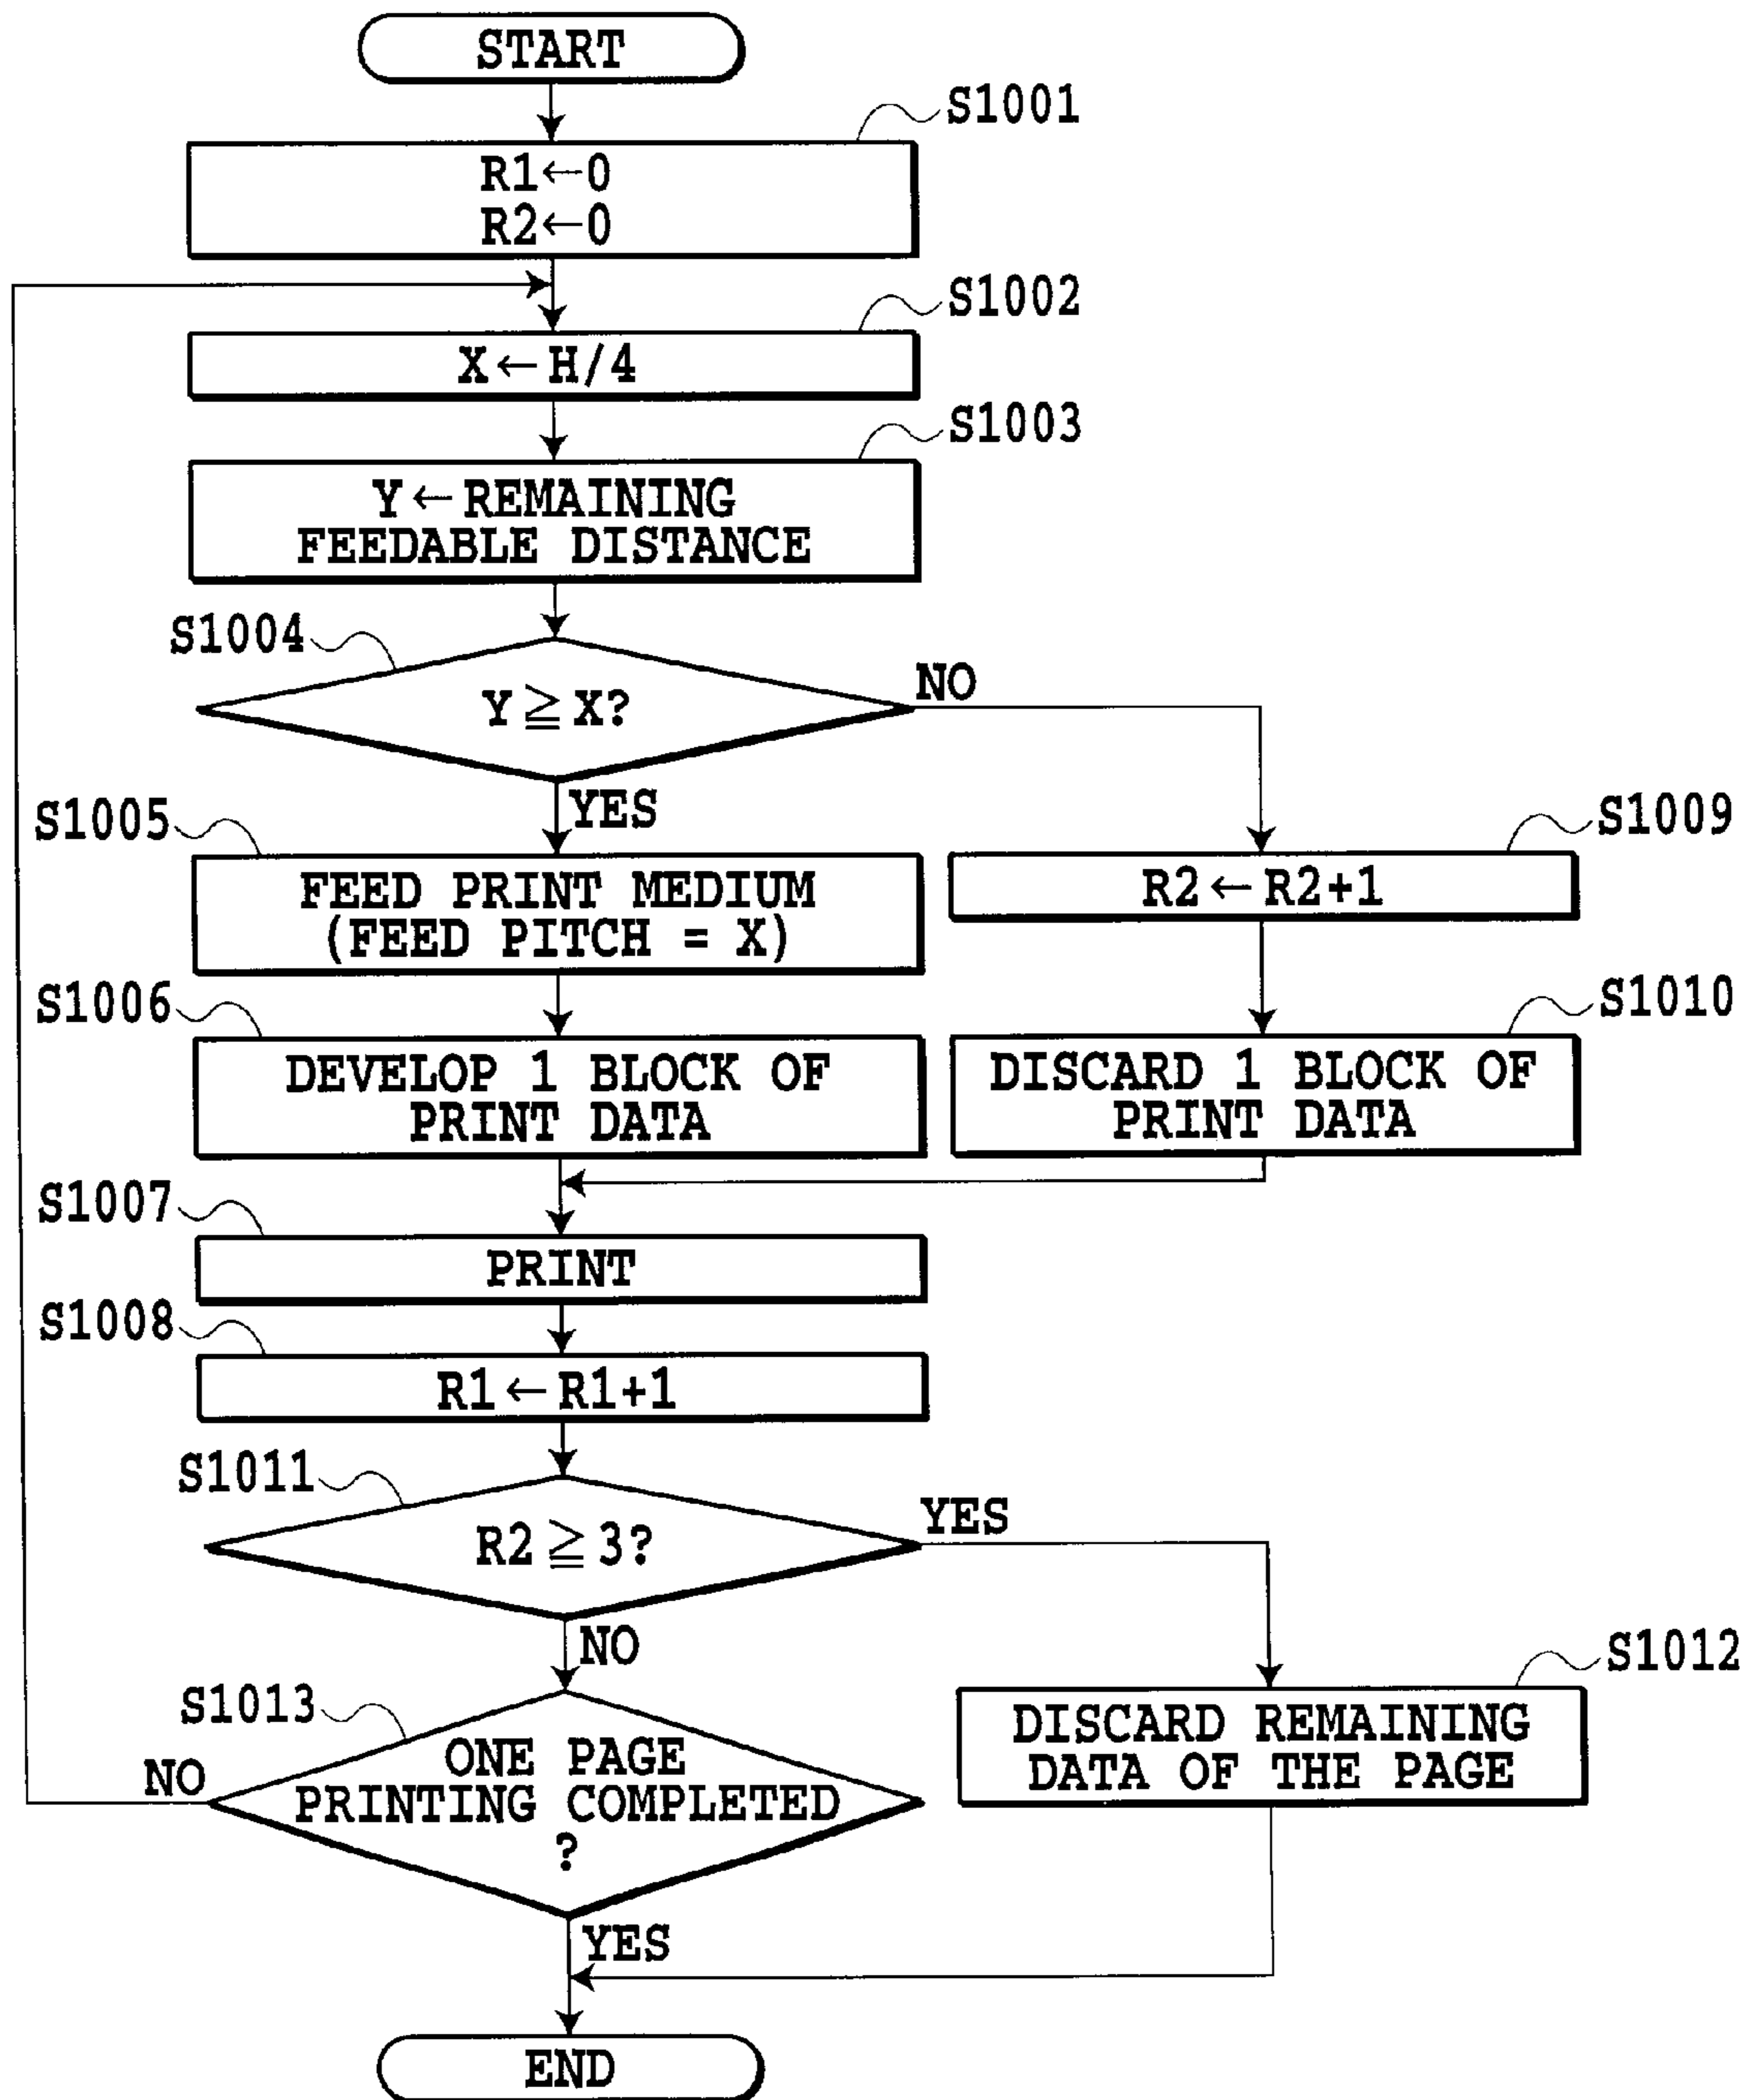 START
S1001
R1←0
R2←0
S1002
X←H/4
S1003
Y←REMAINING
FEEDABLE DISTANCE
S1004
Y≧X?
NO
YES
S1005
FEED PRINT MEDIUM
(FEED PITCH = X)
S1009
R2←R2+1
S1006
DEVELOP 1 BLOCK OF
PRINT DATA
S1010
DISCARD 1 BLOCK OF
PRINT DATA
S1007
PRINT
S1008
R1←R1+1
S1011
R2≧3?
YES
NO
S1012
DISCARD REMAINING
DATA OF THE PAGE
S1013
ONE PAGE
PRINTING COMPLETED
?
NO
YES
END